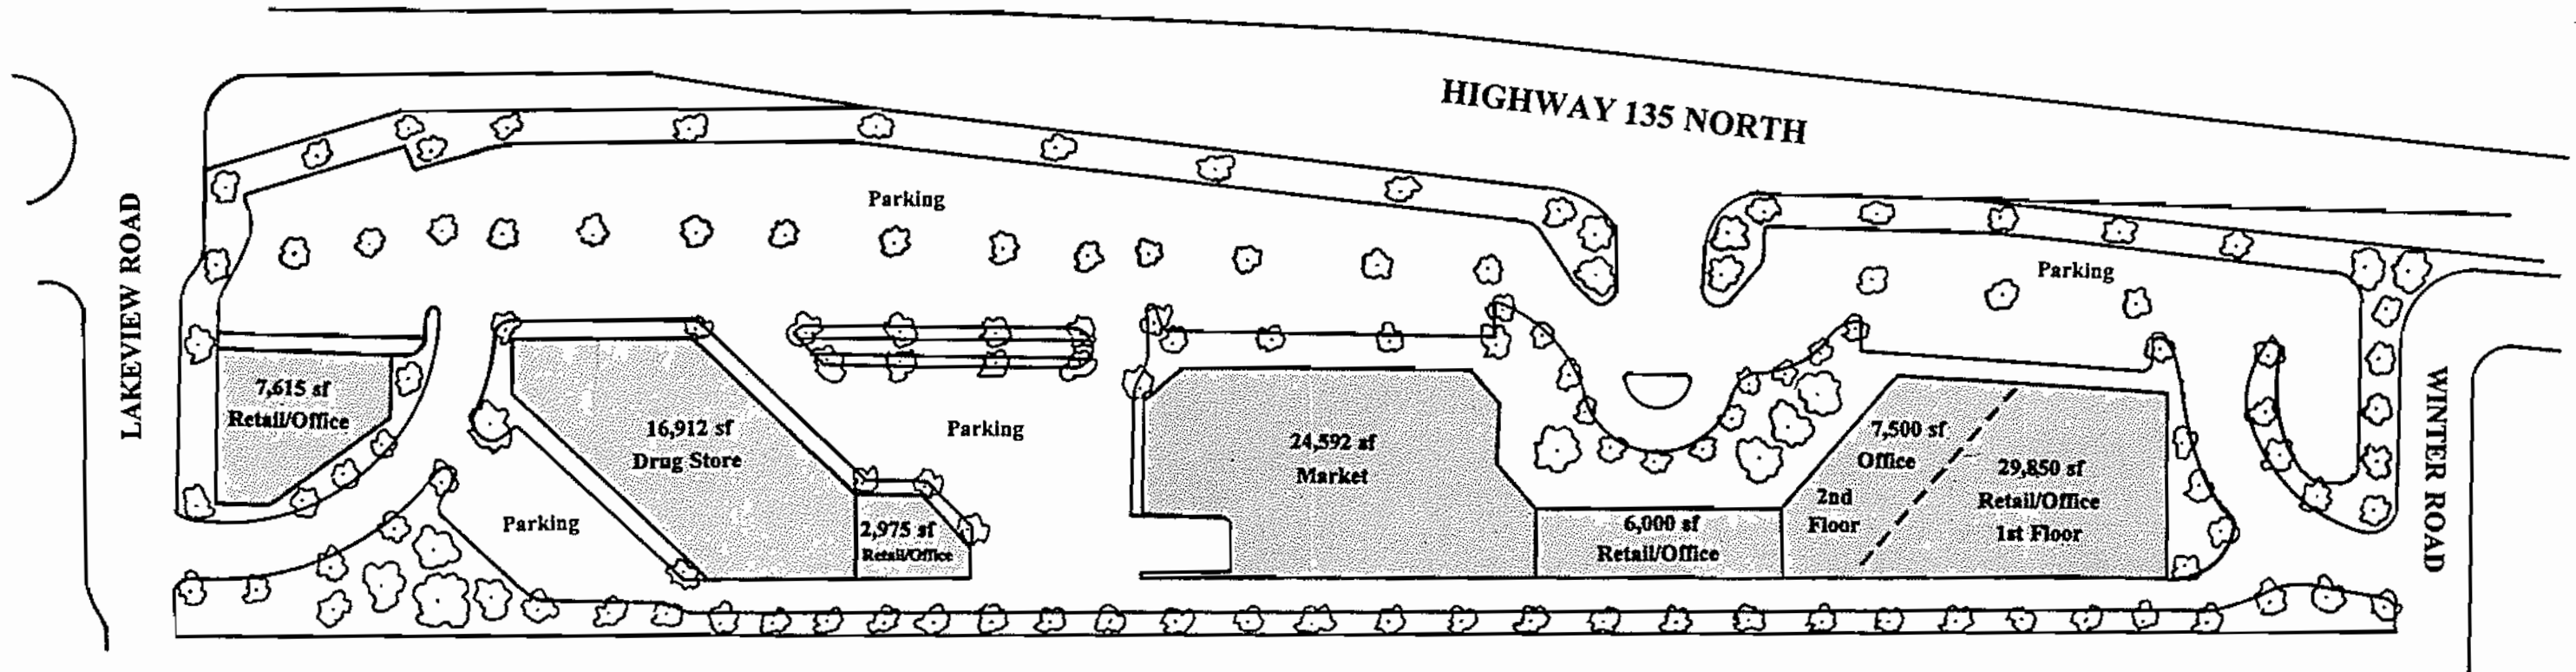 HIGHWAY 135 NORTH
Parking
LAKEVIEW ROAD
Parking
7,615 sf
Retail/Office
16,912 sf
Drug Store
Parking
24,592 sf
Market
7,500 sf
Office
2nd
Floor
29,850 sf
Retail/Office
1st Floor
WINTER ROAD
Parking
2,975 sf
Retail/Office
6,000 sf
Retail/Office